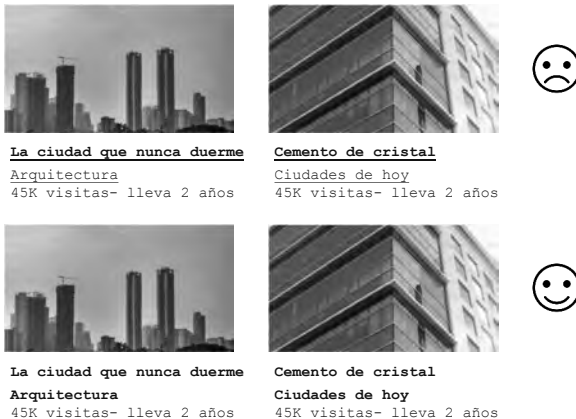 La ciudad que nunca duerme
Arquitectura
45K visitas- lleva 2 años
Cemento de cristal
Ciudades de hoy
45K visitas- lleva 2 años
La ciudad que nunca duerme
Arquitectura
45K visitas- lleva 2 años
Cemento de cristal
Ciudades de hoy
45K visitas- lleva 2 años